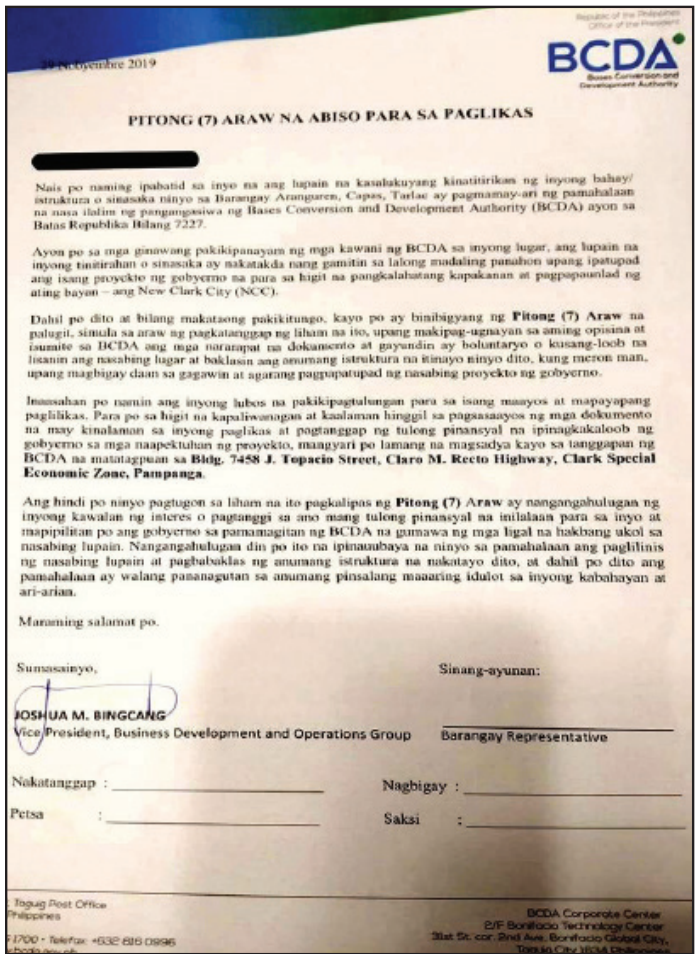 Republic of the Philippines
Office of the President
BCDA
Bases Conversion and
Development Authority
29 Nobyembre 2019
PITONG (7) ARAW NA ABISO PARA SA PAGLIKAS
Nais po naming ipabatid sa inyo na ang lupain na kasalukuyang kinatitirikan ng inyong bahay/
istruktura o sinasaka ninyo sa Barangay Aranguren, Capas, Tarlac ay pagmamay-ari ng pamahalaan
na nasa ilalim ng pangangasiwa ng Bases Conversion and Development Authority (BCDA) ayon sa
Batas Republika Bilang 7227.
Ayon po sa mga ginawang pakikipanayam ng mga kawani ng BCDA sa inyong lugar, ang lupain na
inyong tinitirahan o sinasaka ay nakatakda nang gamitin sa lalong madaling panahon upang ipatupad
ang isang proyekto ng gobyerno na para sa higit na pangkalahatang kapakanan at pagpapaunlad ng
ating bayan – ang New Clark City (NCC).
Dahil po dito at bilang makataong pakikitungo, kayo po ay binibigyang ng Pitong (7) Araw na
palugit, simula sa araw ng pagkatanggap ng liham na ito, upang makipag-ugnayan sa aming opisina at
isumite sa BCDA ang mga nararapat na dokumento at gayundin ay boluntaryo o kusang-loob na
lisanin ang nasabing lugar at baklasin ang anumang istruktura na itinayo ninyo dito, kung meron man,
upang magbigay daan sa gagawin at agarang pagpapatupad ng nasabing proyekto ng gobyerno.
Inaasahan po namin ang inyong lubos na pakikipagtulungan para sa isang maayos at mapayapang
paglilikas. Para po sa higit na kapaliwanagan at kaalaman hinggil sa pagsasaayos ng mga dokumento
na may kinalaman sa inyong paglikas at pagtanggap ng tulong pinansyal na ipinagkakaloob ng
gobyerno sa mga naapektuhan ng proyekto, mangyari po lamang na magsadya kayo sa tanggapan ng
BCDA na matatagpuan sa Bldg. 7458 J. Topacio Street, Claro M. Recto Highway, Clark Special
Economic Zone, Pampanga.
Ang hindi po ninyo pagtugon sa liham na ito pagkalipas ng Pitong (7) Araw ay nangangahulugan ng
inyong kawalan ng interes o pagtanggi sa ano mang tulong pinansyal na inilalaan para sa inyo at
mapipilitan po ang gobyerno sa pamamagitan ng BCDA na gumawa ng mga ligal na hakbang ukol sa
nasabing lupain. Nangangahulugan din po ito na ipinauubaya na ninyo sa pamahalaan ang paglilinis
ng nasabing lupain at pagbabaklas ng anumang istruktura na nakatayo dito, at dahil po dito ang
pamahalaan ay walang pananagutan sa anumang pinsalang maaaring idulot sa inyong kabahayan at
ari-arian.
Maraming salamat po.
Sumasainyo,
Sinang-ayunan:
JOSHUA M. BINGCANG
Vice President, Business Development and Operations Group
Barangay Representative
Nakatanggap :
Nagbigay :
Petsa :
Saksi :
Taguig Post Office
Philippines
1700 • Telefax: +632 816 0996
BCDA Corporate Center
2/F Bonifacio Technology Center
31st St. cor. 2nd Ave. Bonifacio Global City,
Taguig City 1634 Philippines